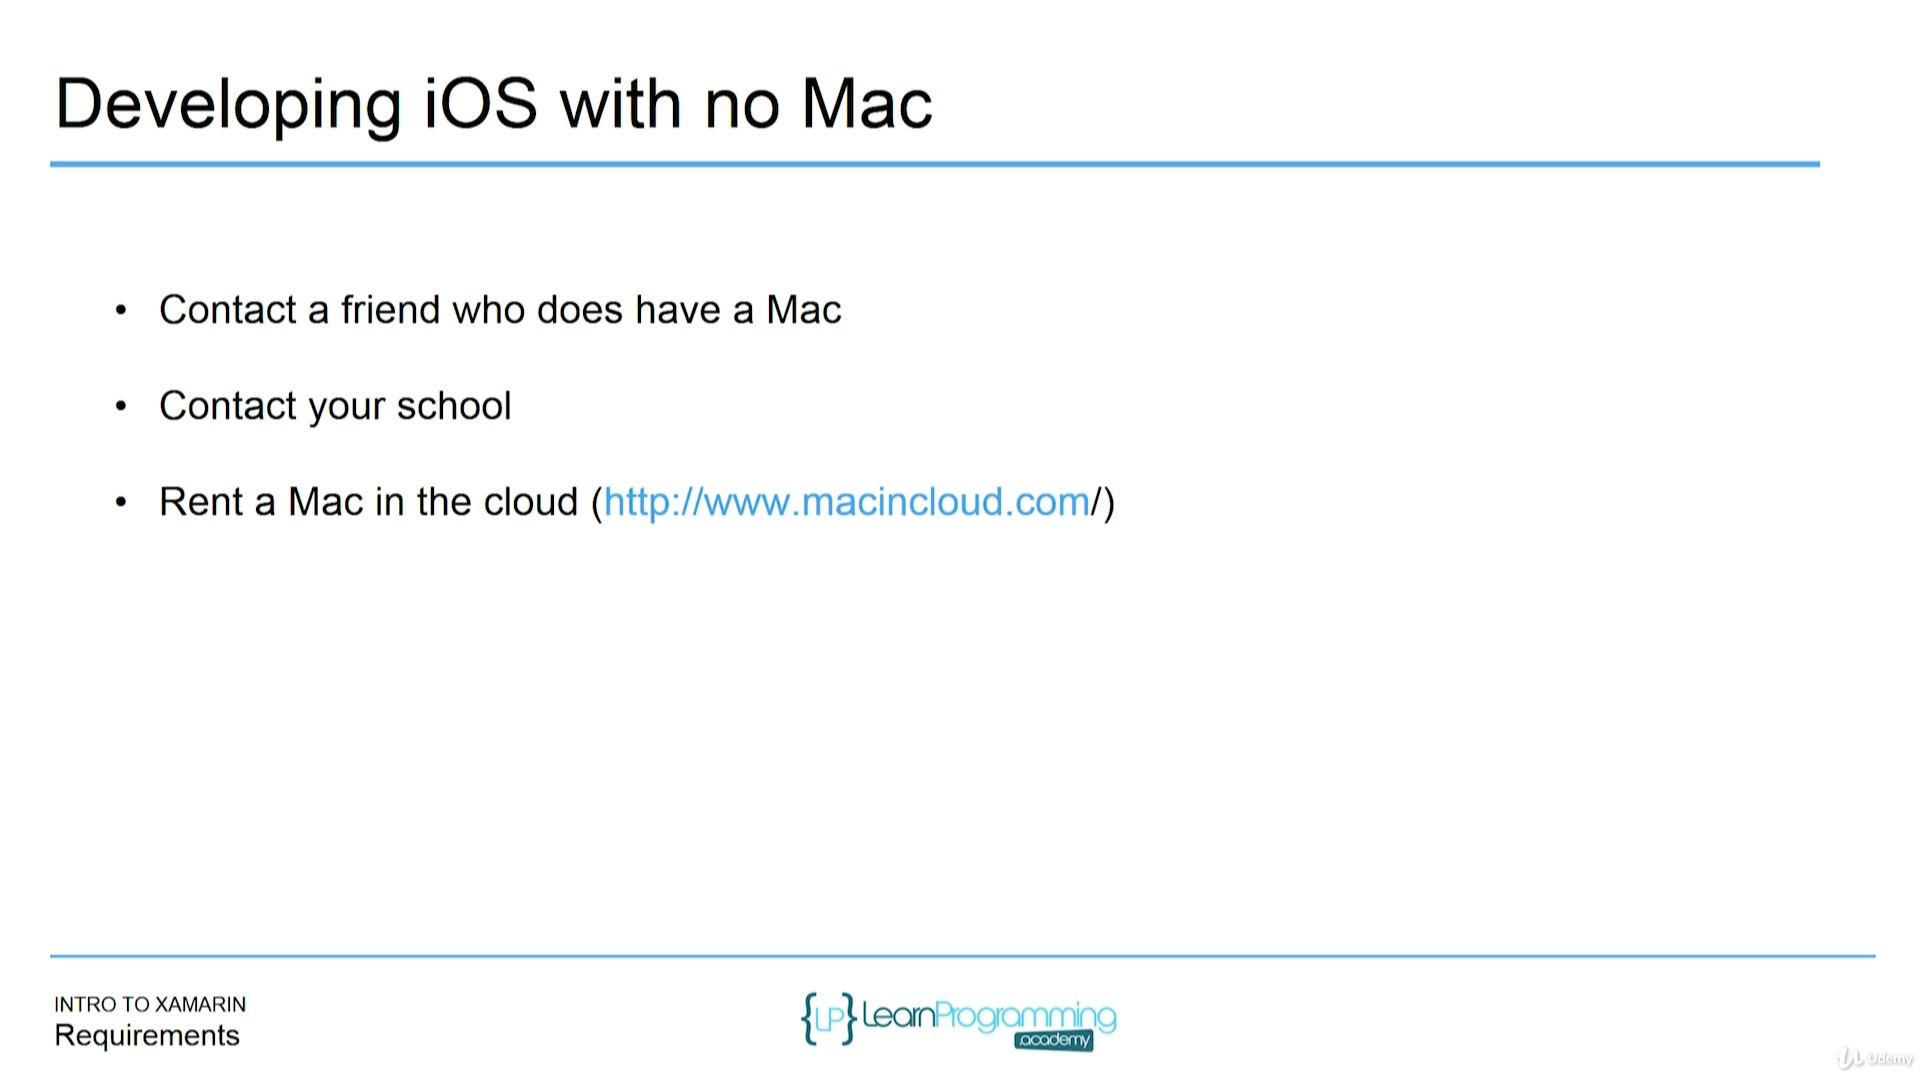 Developing iOS with no Mac
• Contact a friend who does have a Mac
• Contact your school
• Rent a Mac in the cloud (http://www.macincloud.com/)
INTRO TO XAMARIN
Requirements
{LP} LearnProgramming
academy
Udemy